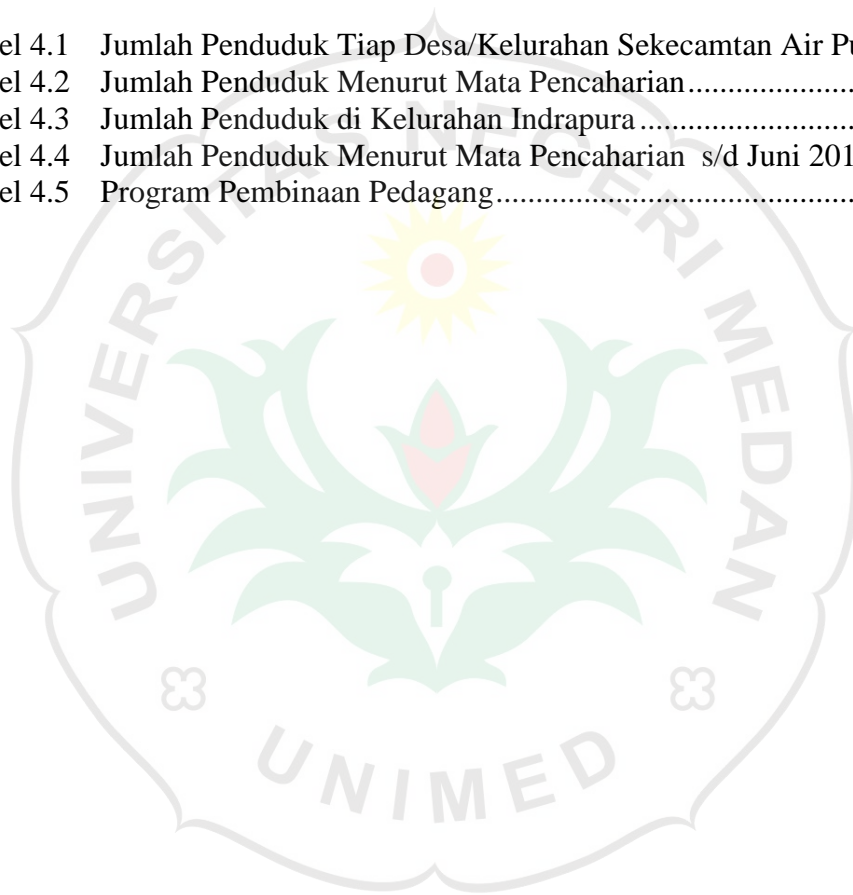 el 4.1 Jumlah Penduduk Tiap Desa/Kelurahan Sekecamtan Air Pu
el 4.2 Jumlah Penduduk Menurut Mata Pencaharian....................
el 4.3 Jumlah Penduduk di Kelurahan Indrapura..........................
el 4.4 Jumlah Penduduk Menurut Mata Pencaharian s/d Juni 201
el 4.5 Program Pembinaan Pedagang............................................
UNIVERSITAS NEGERI MEDAN
UNIMED